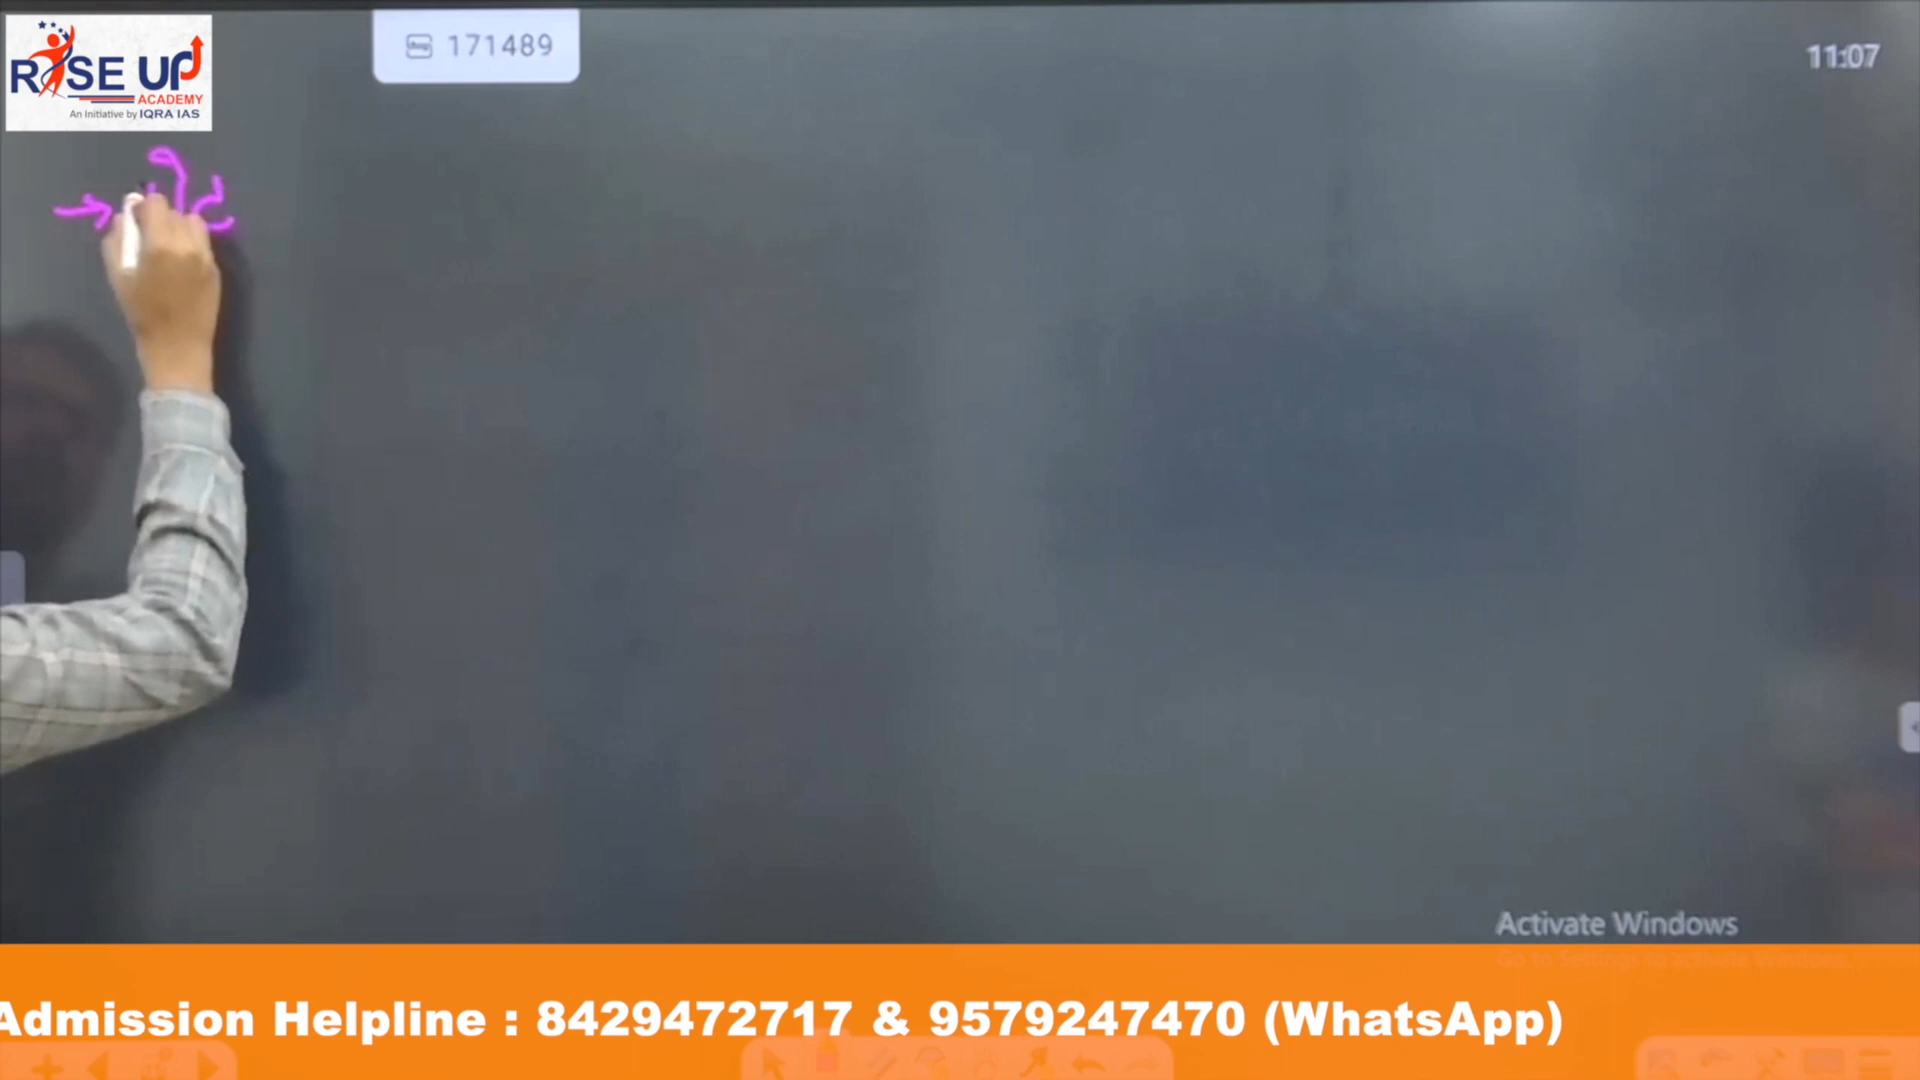 RISE UP
ACADEMY
An Initiative by IQRA IAS
171489
11:07
Activate Windows
Admission Helpline : 8429472717 & 9579247470 (WhatsApp)